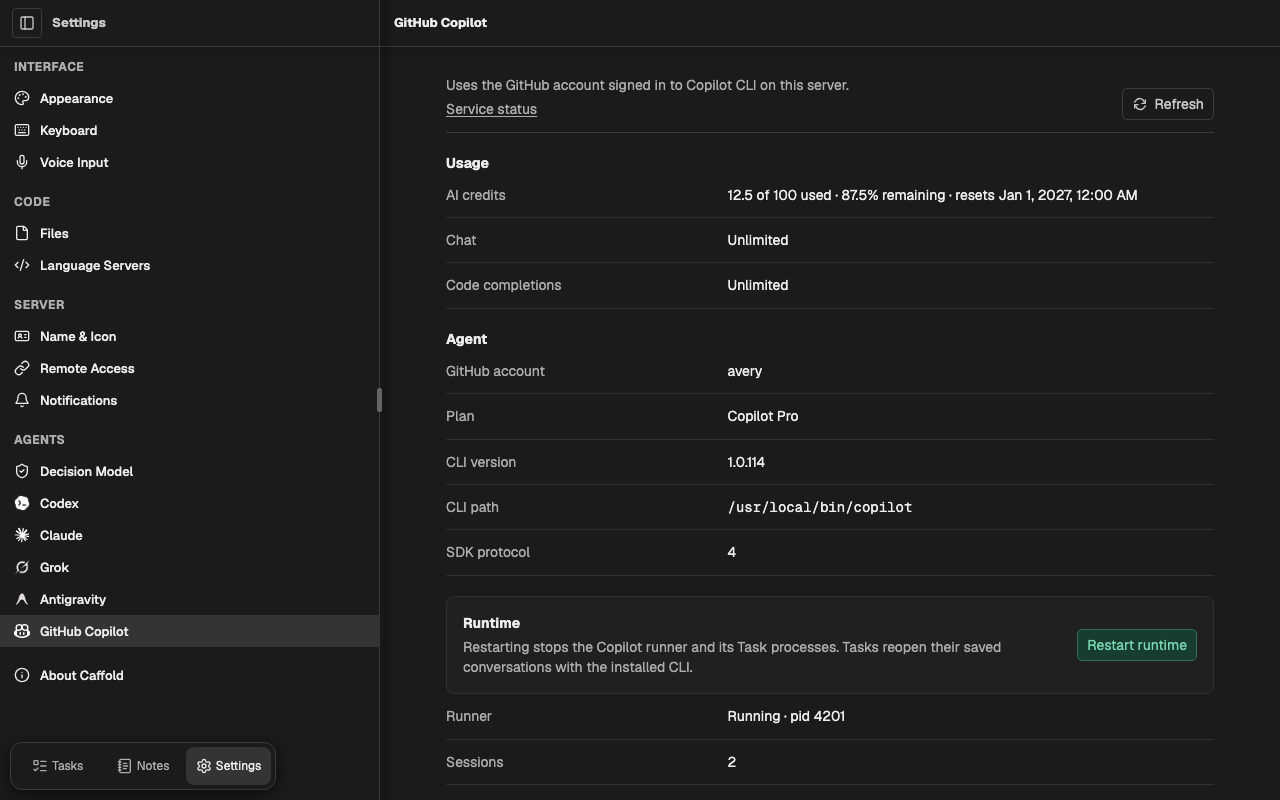 Settings
INTERFACE
Appearance
Keyboard
Voice Input
CODE
Files
Language Servers
SERVER
Name & Icon
Remote Access
Notifications
AGENTS
Decision Model
Codex
Claude
Grok
Antigravity
GitHub Copilot
About Caffold
Tasks
Notes
Settings
GitHub Copilot
Uses the GitHub account signed in to Copilot CLI on this server.
Service status
Refresh
Usage
AI credits
12.5 of 100 used · 87.5% remaining · resets Jan 1, 2027, 12:00 AM
Chat
Unlimited
Code completions
Unlimited
Agent
GitHub account
avery
Plan
Copilot Pro
CLI version
1.0.114
CLI path
/usr/local/bin/copilot
SDK protocol
4
Runtime
Restarting stops the Copilot runner and its Task processes. Tasks reopen their saved
conversations with the installed CLI.
Restart runtime
Runner
Running · pid 4201
Sessions
2